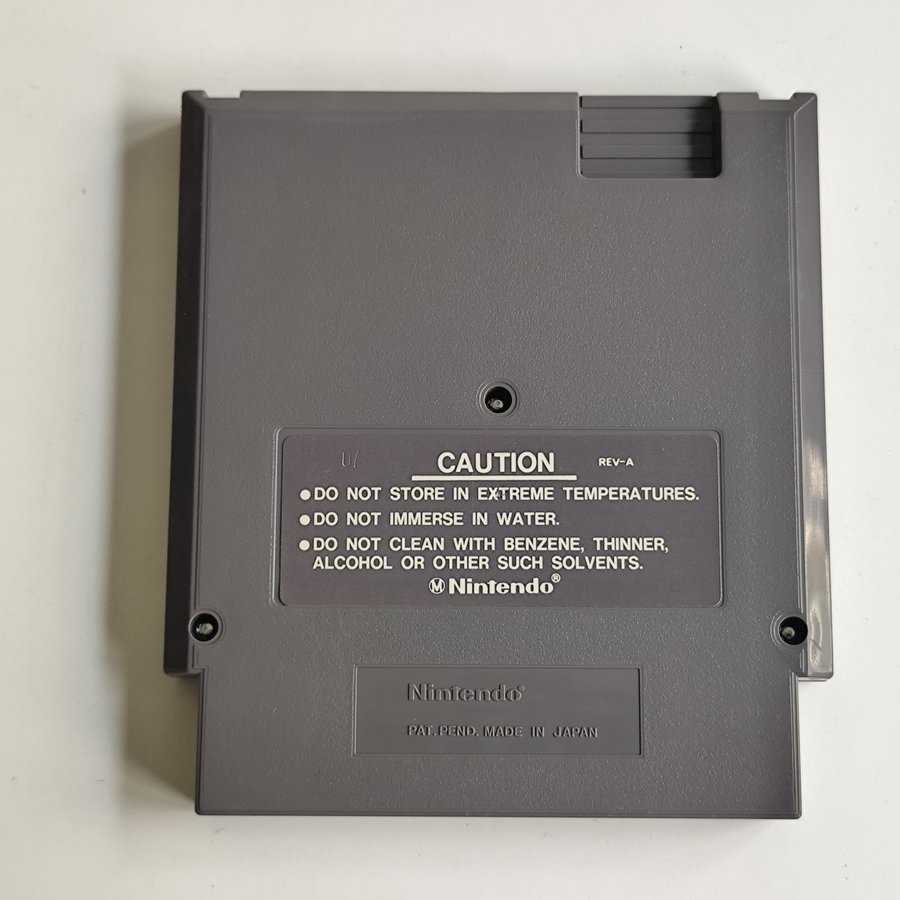 CAUTION REV-A
●DO NOT STORE IN EXTREME TEMPERATURES.
●DO NOT IMMERSE IN WATER.
●DO NOT CLEAN WITH BENZENE, THINNER,
ALCOHOL OR OTHER SUCH SOLVENTS.
Ⓜ Nintendo®
Nintendo®
PAT. PEND. MADE IN JAPAN